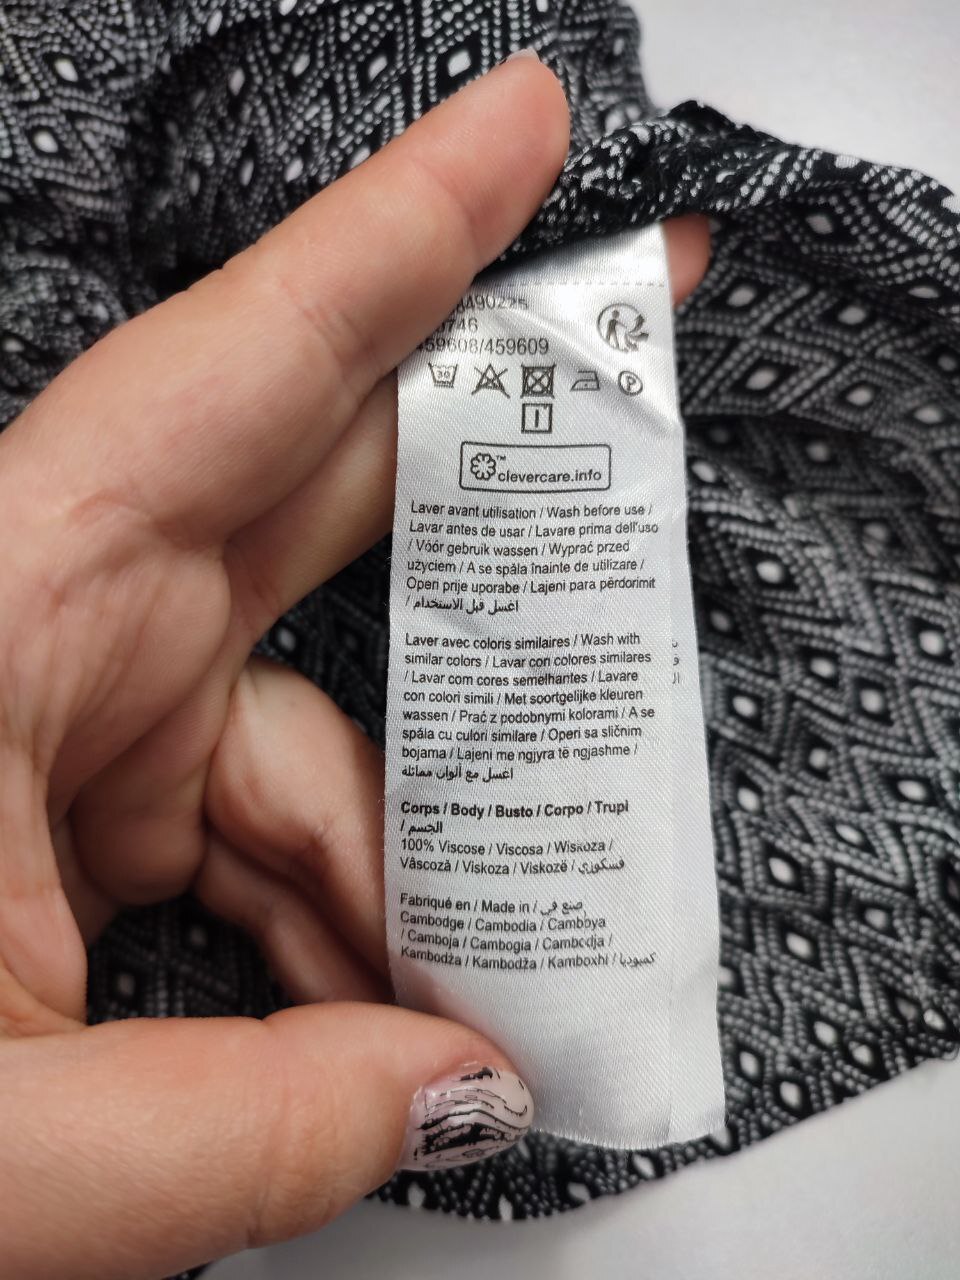 490225
746
459608/459609
30
P
™
clevercare.info
Laver avant utilisation / Wash before use /
Lavar antes de usar / Lavare prima dell'uso
/ Vóór gebruik wassen / Wyprać przed
użyciem / A se spăla înainte de utilizare /
Operi prije uporabe / Lajeni para përdorimit
/ اغسل قبل الاستخدام
Laver avec coloris similaires / Wash with
similar colors / Lavar con colores similares
/ Lavar com cores semelhantes / Lavare
con colori simili / Met soortgelijke kleuren
wassen / Prać z podobnymi kolorami / A se
spăla cu culori similare / Operi sa sličnim
bojama / Lajeni me ngjyra të ngjashme /
اغسل مع ألوان مماثلة
Corps / Body / Busto / Corpo / Trupi
/ الجسم
100% Viscose / Viscosa / Wiskoza /
Vâscoză / Viskoza / Viskozë / فسكوزي
Fabriqué en / Made in / صنع في
Cambodge / Cambodia / Camboya
/ Camboja / Cambogia / Cambodja /
Kambodża / Kambodža / Kamboxhi / كمبوديا